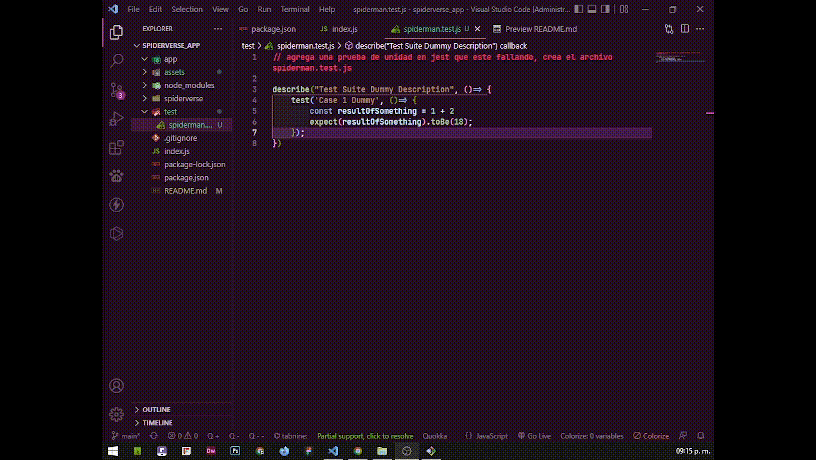 File Edit Selection View Go Run Terminal Help spiderman.test.js - spiderverse_app - Visual Studio Code [Administr...
EXPLORER ...
package.json index.js spiderman.test.js U Preview README.md
SPIDERVERSE_APP
test > spiderman.test.js > describe("Test Suite Dummy Description") callback
app
assets
node_modules
spiderverse
test
spiderman.... U
.gitignore
index.js
package-lock.json
package.json
README.md M
3
1 // agrega una prueba de unidad en jest que este fallando, crea el archivo
spiderman.test.js
2
3 describe("Test Suite Dummy Description", ()=> {
4 test('Case 1 Dummy', ()=> {
5 const resultOfSomething = 1 + 2
6 expect(resultOfSomething).toBe(18);
7 });
8 })
OUTLINE
TIMELINE
main* 0 0 tabnine: Partial support, click to resolve Quokka {} JavaScript Go Live Colorize: 0 variables Colorize
Dw Ps
09:15 p. m.